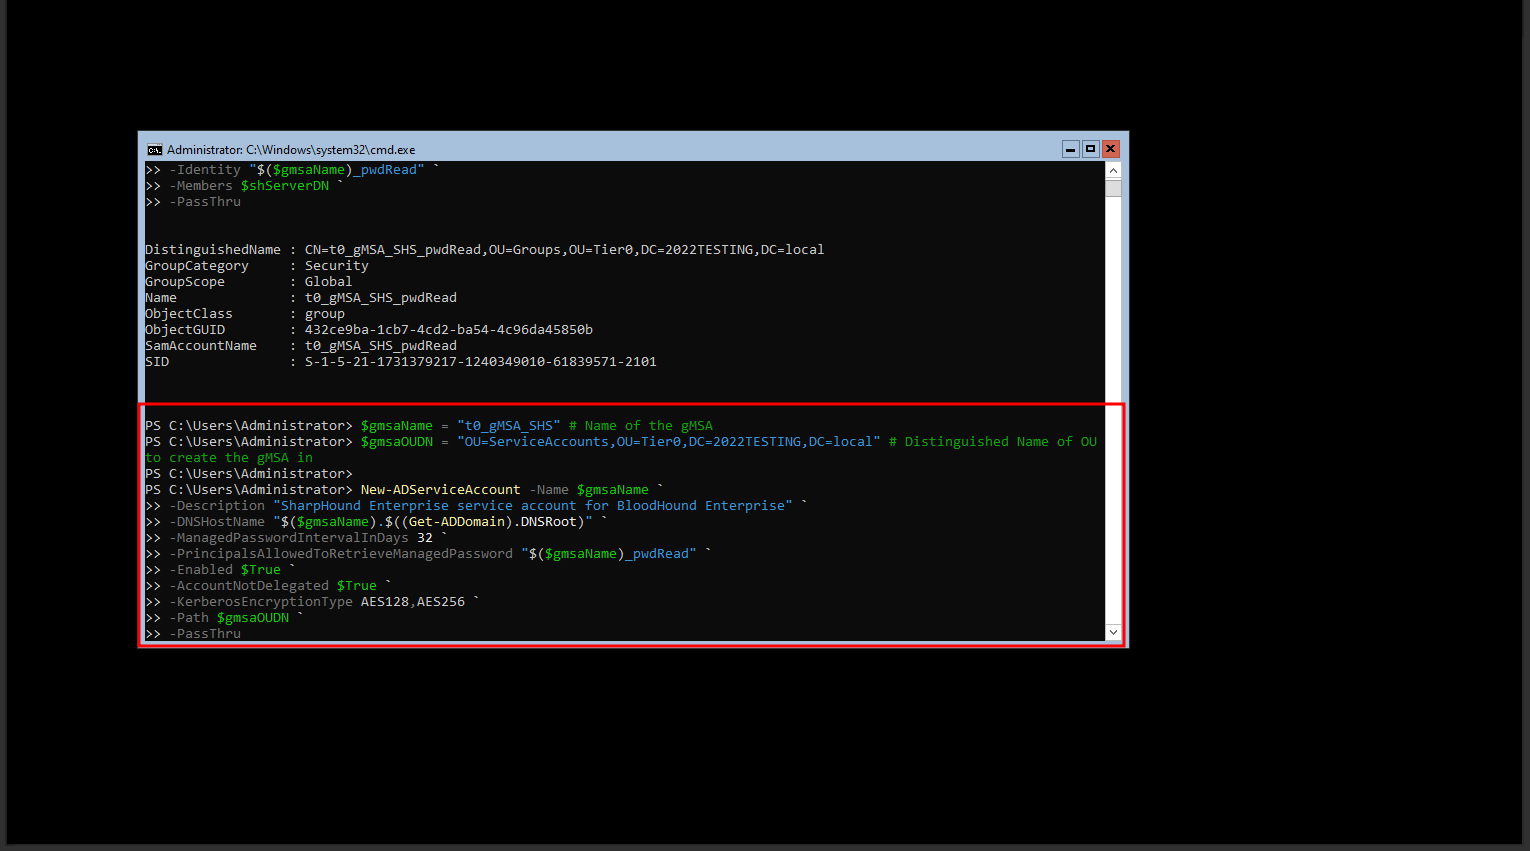 Administrator: C:\Windows\system32\cmd.exe
>> -Identity "$($gmsaName)_pwdRead" `
>> -Members $shServerDN `
>> -PassThru
DistinguishedName : CN=t0_gMSA_SHS_pwdRead,OU=Groups,OU=Tier0,DC=2022TESTING,DC=local
GroupCategory     : Security
GroupScope        : Global
Name              : t0_gMSA_SHS_pwdRead
ObjectClass       : group
ObjectGUID        : 432ce9ba-1cb7-4cd2-ba54-4c96da45850b
SamAccountName    : t0_gMSA_SHS_pwdRead
SID               : S-1-5-21-1731379217-1240349010-61839571-2101
PS C:\Users\Administrator> $gmsaName = "t0_gMSA_SHS" # Name of the gMSA
PS C:\Users\Administrator> $gmsaOUDN = "OU=ServiceAccounts,OU=Tier0,DC=2022TESTING,DC=local" # Distinguished Name of OU
to create the gMSA in
PS C:\Users\Administrator>
PS C:\Users\Administrator> New-ADServiceAccount -Name $gmsaName `
>> -Description "SharpHound Enterprise service account for BloodHound Enterprise" `
>> -DNSHostName "$($gmsaName).$((Get-ADDomain).DNSRoot)" `
>> -ManagedPasswordIntervalInDays 32 `
>> -PrincipalsAllowedToRetrieveManagedPassword "$($gmsaName)_pwdRead" `
>> -Enabled $True `
>> -AccountNotDelegated $True `
>> -KerberosEncryptionType AES128,AES256 `
>> -Path $gmsaOUDN `
>> -PassThru